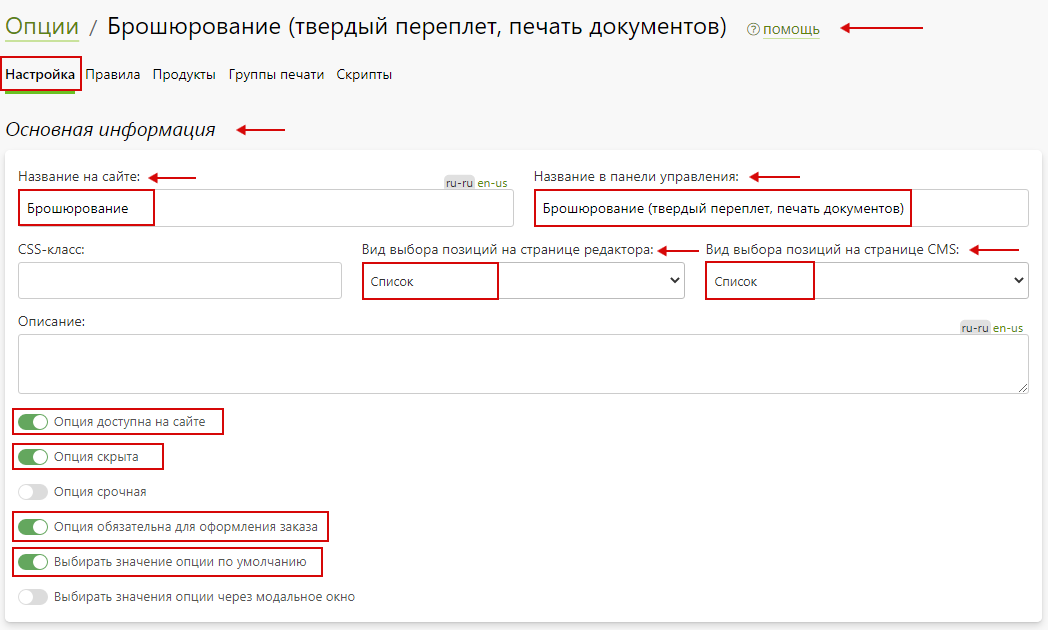 Опции / Брошюрование (твердый переплет, печать документов) ? помощь
Настройка Правила Продукты Группы печати Скрипты
Основная информация
Название на сайте: ru-ru en-us Название в панели управления:
Брошюрование Брошюрование (твердый переплет, печать документов)
CSS-класс: Вид выбора позиций на странице редактора: Вид выбора позиций на странице CMS:
Список Список
Описание: ru-ru en-us
Опция доступна на сайте
Опция скрыта
Опция срочная
Опция обязательна для оформления заказа
Выбирать значение опции по умолчанию
Выбирать значения опции через модальное окно